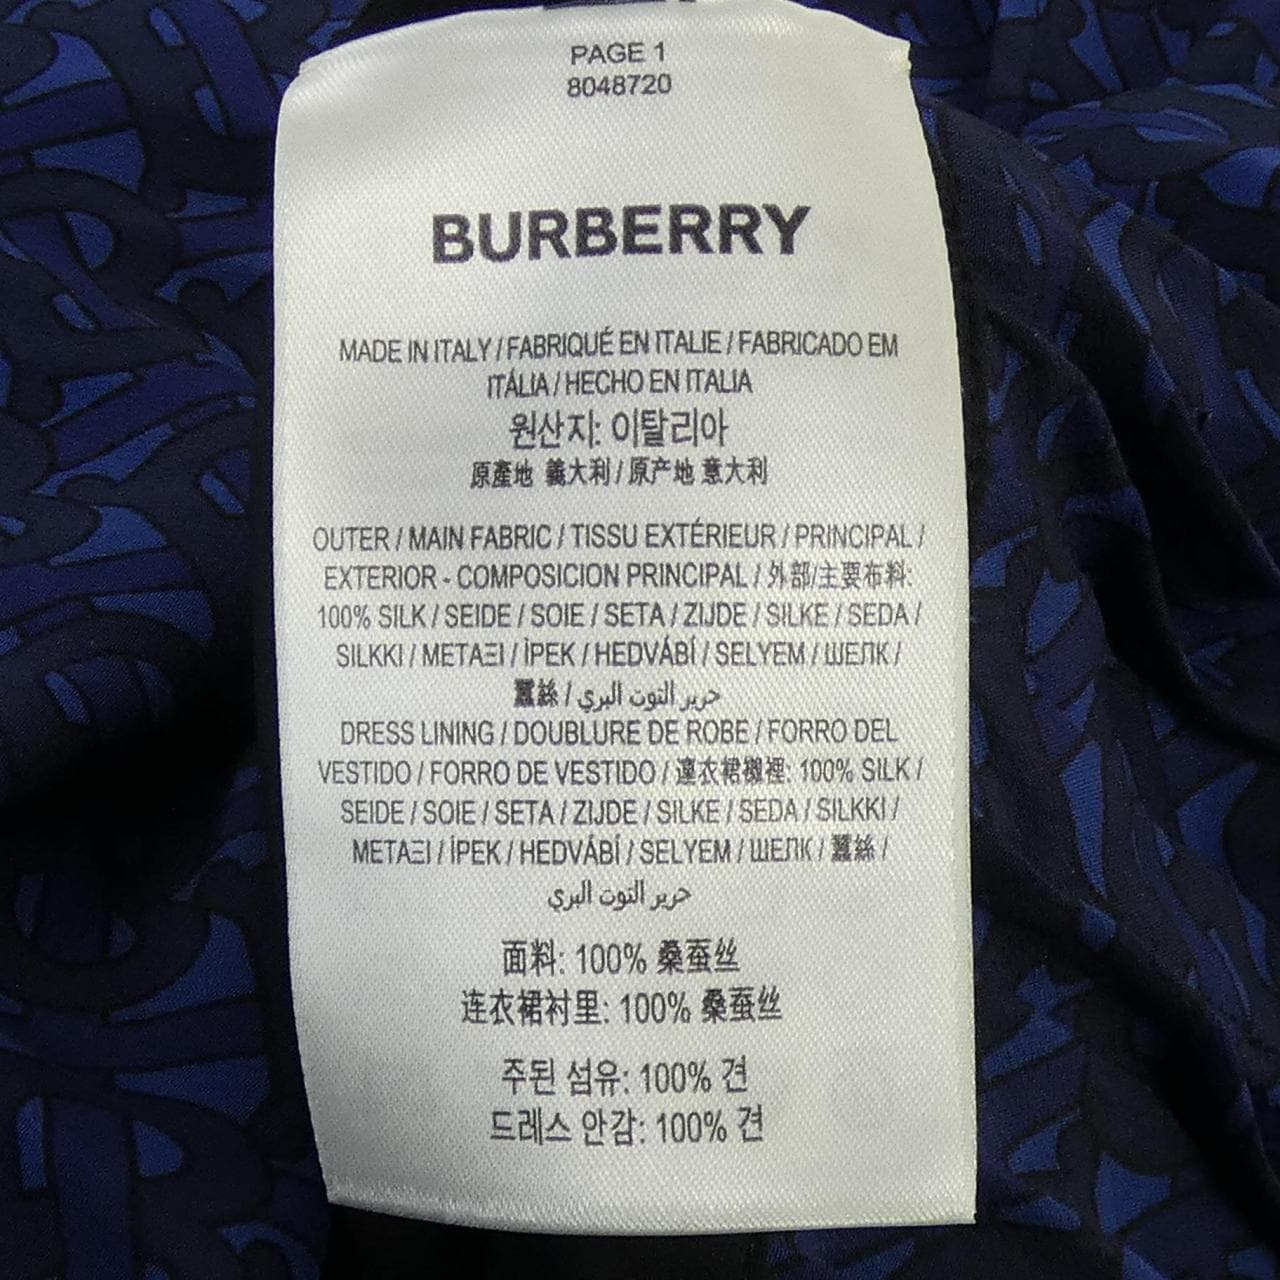 PAGE 1
8048720
BURBERRY
MADE IN ITALY / FABRIQUÉ EN ITALIE / FABRICADO EM
ITÁLIA / HECHO EN ITALIA
원산지: 이탈리아
原產地 義大利 / 原产地 意大利
OUTER / MAIN FABRIC / TISSU EXTÉRIEUR / PRINCIPAL /
EXTERIOR - COMPOSICION PRINCIPAL / 外部/主要布料:
100% SILK / SEIDE / SOIE / SETA / ZIJDE / SILKE / SEDA /
SILKKI / ΜΕΤΑΞΙ / İPEK / HEDVÁBÍ / SELYEM / ШЕЛК /
蠶絲 / حرير التوت البري
DRESS LINING / DOUBLURE DE ROBE / FORRO DEL
VESTIDO / FORRO DE VESTIDO / 連衣裙襯裡: 100% SILK /
SEIDE / SOIE / SETA / ZIJDE / SILKE / SEDA / SILKKI /
ΜΕΤΑΞΙ / İPEK / HEDVÁBÍ / SELYEM / ШЕЛК / 蠶絲 /
حرير التوت البري
面料: 100% 桑蚕丝
连衣裙衬里: 100% 桑蚕丝
주된 섬유: 100% 견
드레스 안감: 100% 견